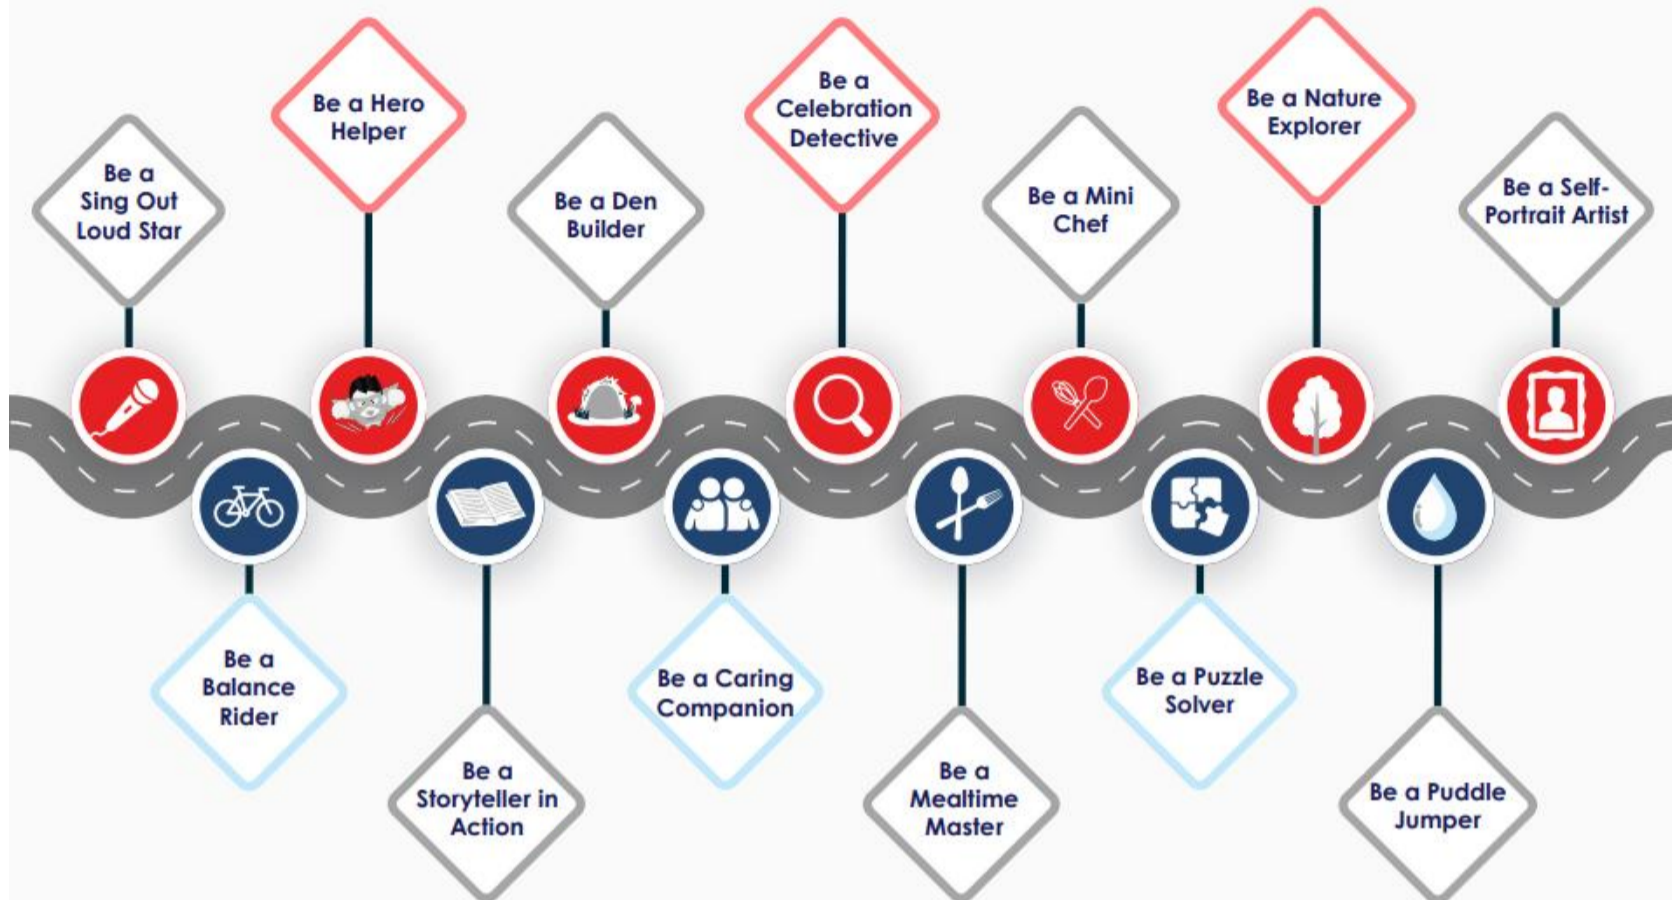 Be a
Sing Out
Loud Star
Be a Hero
Helper
Be a Den
Builder
Be a
Celebration
Detective
Be a Mini
Chef
Be a Nature
Explorer
Be a Self-
Portrait Artist
Be a
Balance
Rider
Be a
Storyteller in
Action
Be a Caring
Companion
Be a
Mealtime
Master
Be a Puzzle
Solver
Be a Puddle
Jumper